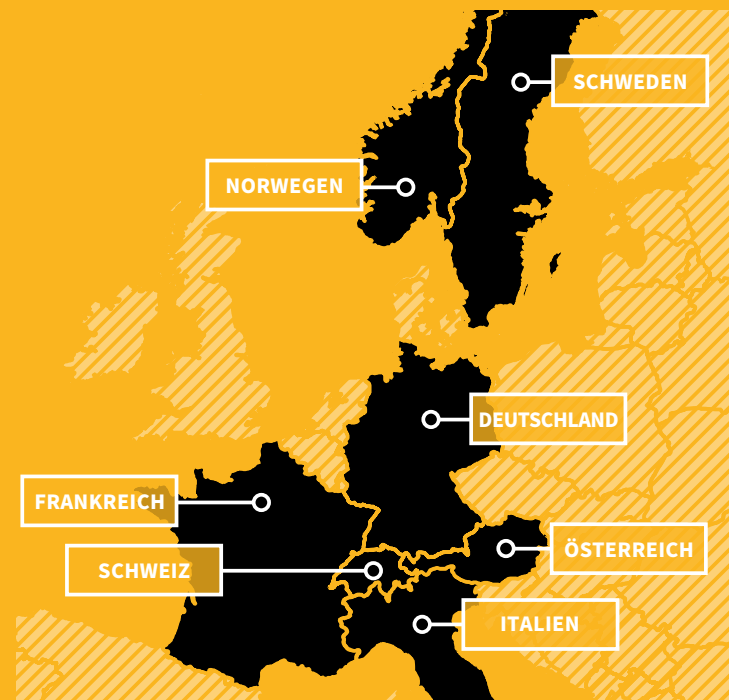 SCHWEDEN
NORWEGEN
DEUTSCHLAND
FRANKREICH
ÖSTERREICH
SCHWEIZ
ITALIEN